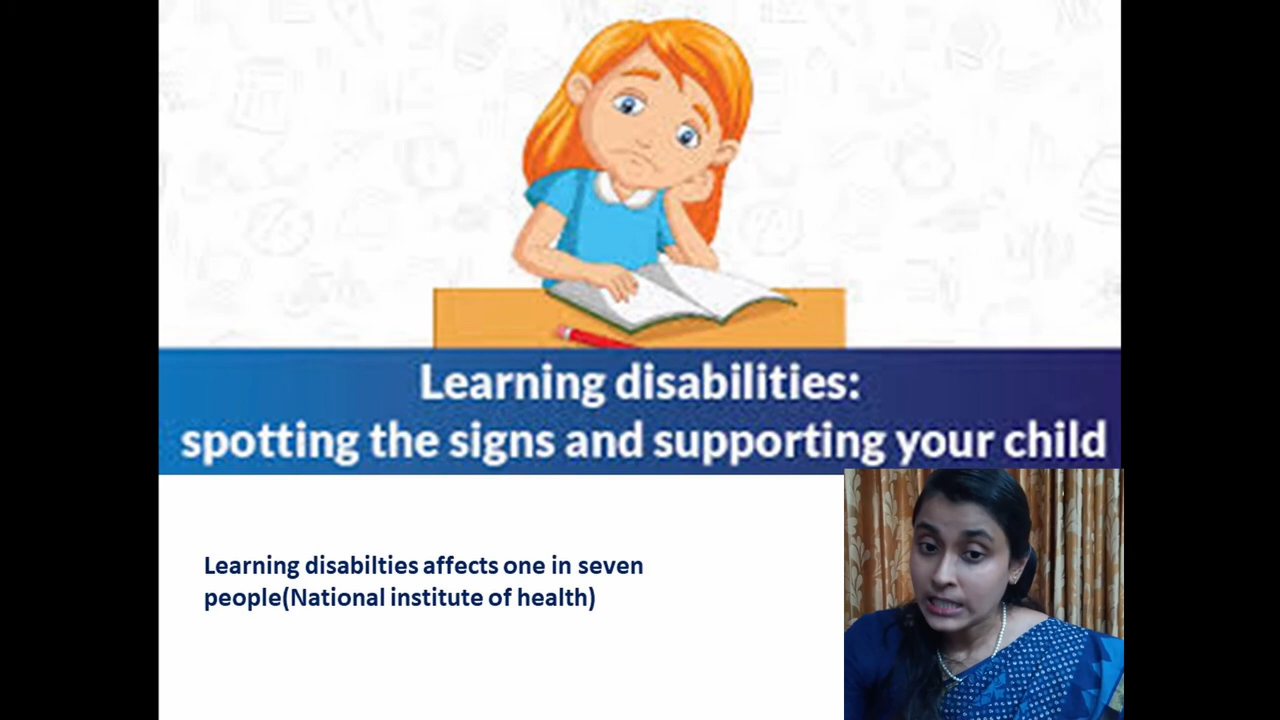 Learning disabilities:
spotting the signs and supporting your child
Learning disabilties affects one in seven
people(National institute of health)